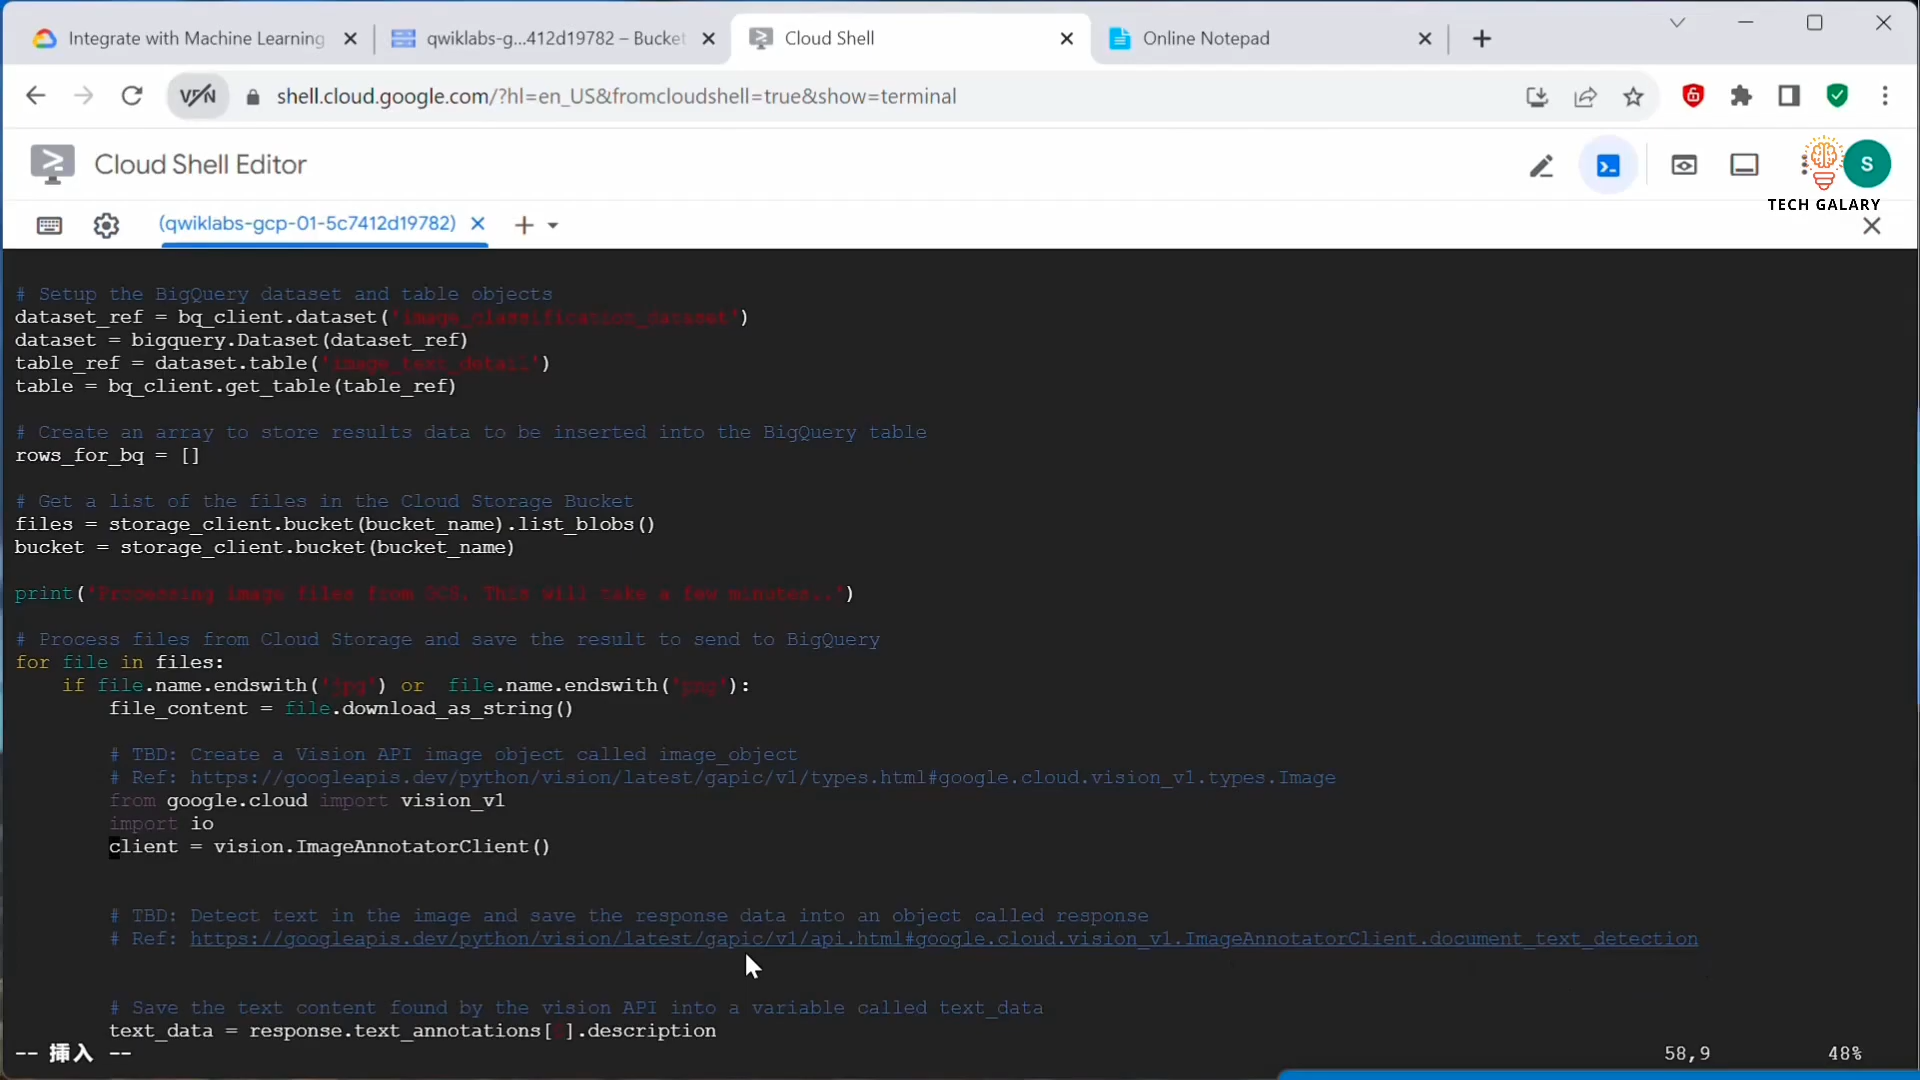 Integrate with Machine Learning
qwiklabs-g...412d19782 – Bucket
Cloud Shell
Online Notepad
VPN
shell.cloud.google.com/?hl=en_US&fromcloudshell=true&show=terminal
Cloud Shell Editor
S
TECH GALARY
(qwiklabs-gcp-01-5c7412d19782)
# Setup the BigQuery dataset and table objects
dataset_ref = bq_client.dataset('image_classification_dataset')
dataset = bigquery.Dataset(dataset_ref)
table_ref = dataset.table('image_text_detail')
table = bq_client.get_table(table_ref)
# Create an array to store results data to be inserted into the BigQuery table
rows_for_bq = []
# Get a list of the files in the Cloud Storage Bucket
files = storage_client.bucket(bucket_name).list_blobs()
bucket = storage_client.bucket(bucket_name)
print('Processing image files from GCS. This will take a few minutes..')
# Process files from Cloud Storage and save the result to send to BigQuery
for file in files:
if file.name.endswith('jpg') or  file.name.endswith('png'):
file_content = file.download_as_string()
# TBD: Create a Vision API image object called image_object
# Ref: https://googleapis.dev/python/vision/latest/gapic/v1/types.html#google.cloud.vision_v1.types.Image
from google.cloud import vision_v1
import io
client = vision.ImageAnnotatorClient()
# TBD: Detect text in the image and save the response data into an object called response
# Ref: https://googleapis.dev/python/vision/latest/gapic/v1/api.html#google.cloud.vision_v1.ImageAnnotatorClient.document_text_detection
# Save the text content found by the vision API into a variable called text_data
text_data = response.text_annotations[ ].description
-- 插入 --
58,9
48%